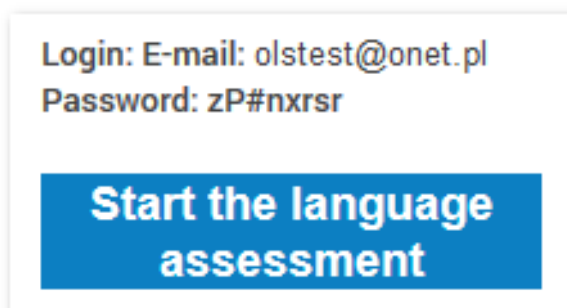 Login: E-mail: olstest@onet.pl
Password: zP#nxrsr
Start the language
assessment